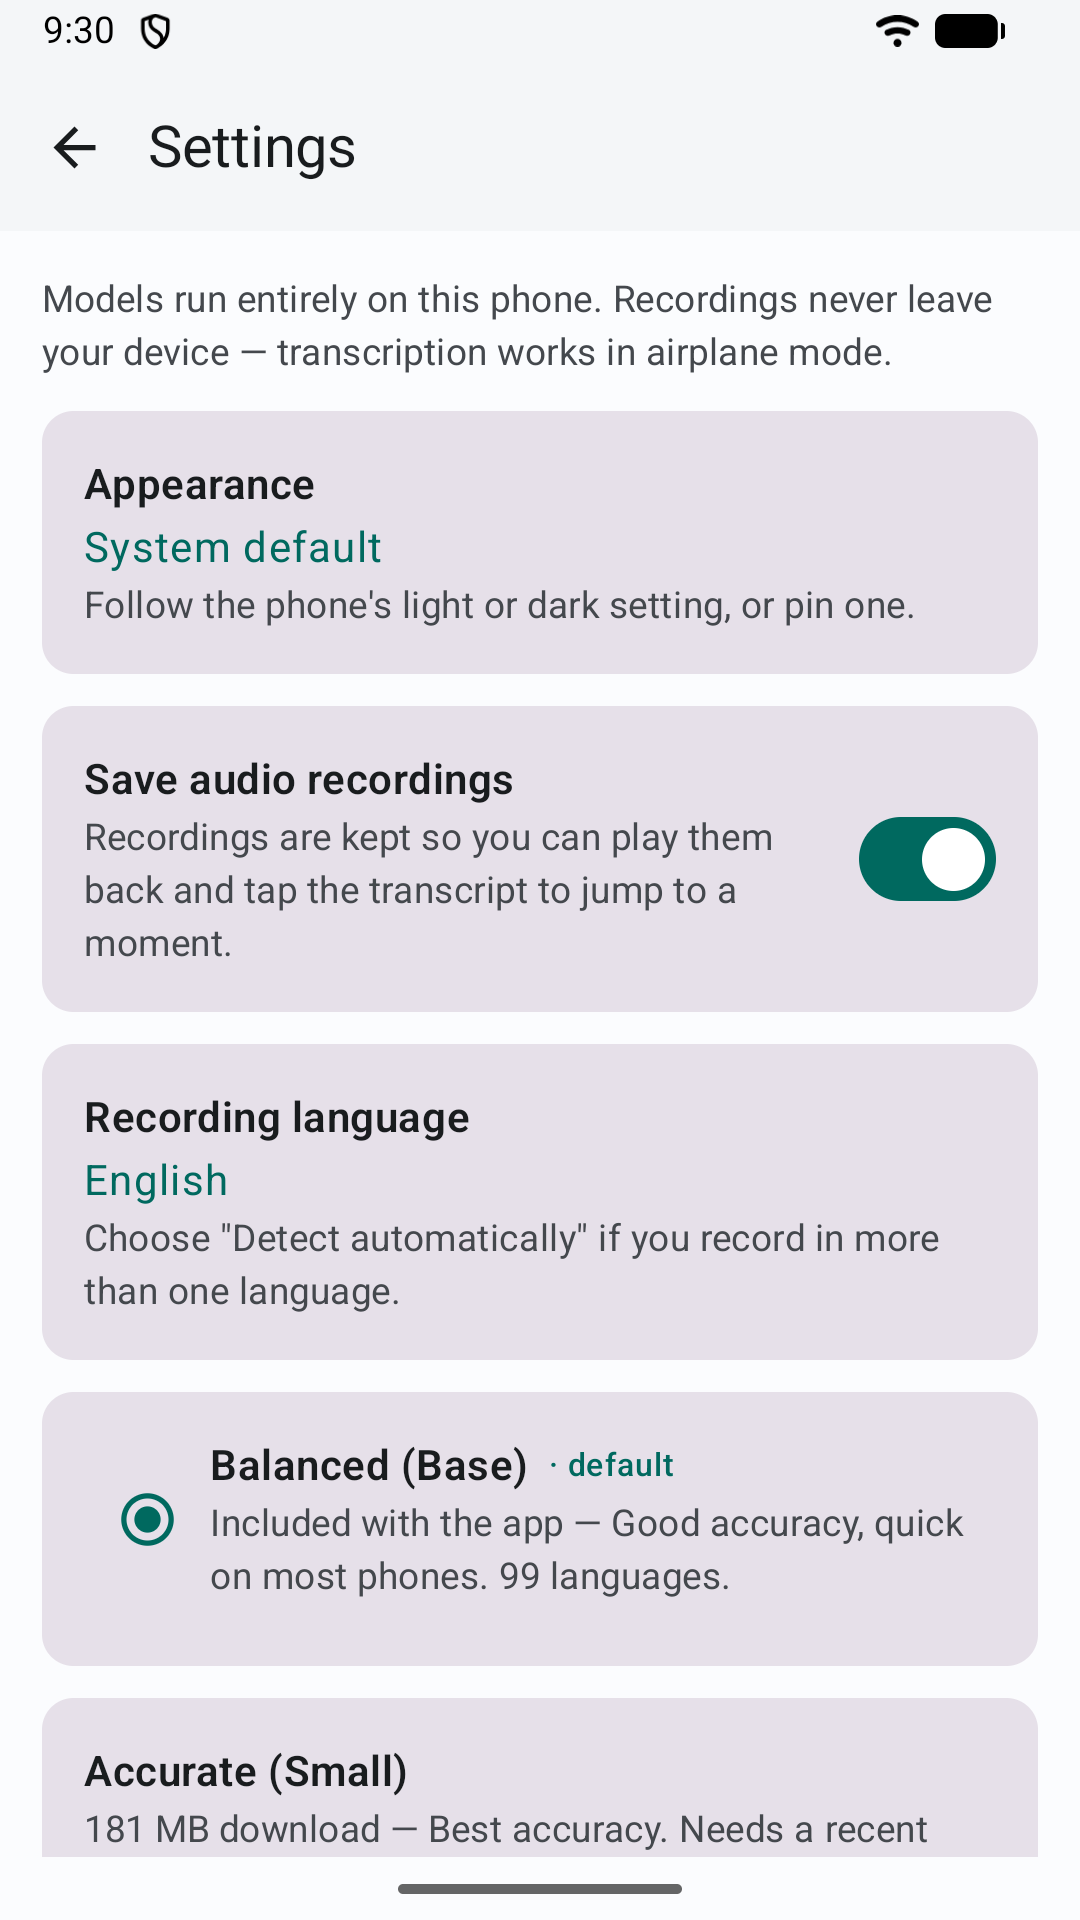 9:30
Settings
Models run entirely on this phone. Recordings never leave
your device — transcription works in airplane mode.
Appearance
System default
Follow the phone's light or dark setting, or pin one.
Save audio recordings
Recordings are kept so you can play them
back and tap the transcript to jump to a
moment.
Recording language
English
Choose "Detect automatically" if you record in more
than one language.
Balanced (Base) · default
Included with the app — Good accuracy, quick
on most phones. 99 languages.
Accurate (Small)
181 MB download — Best accuracy. Needs a recent